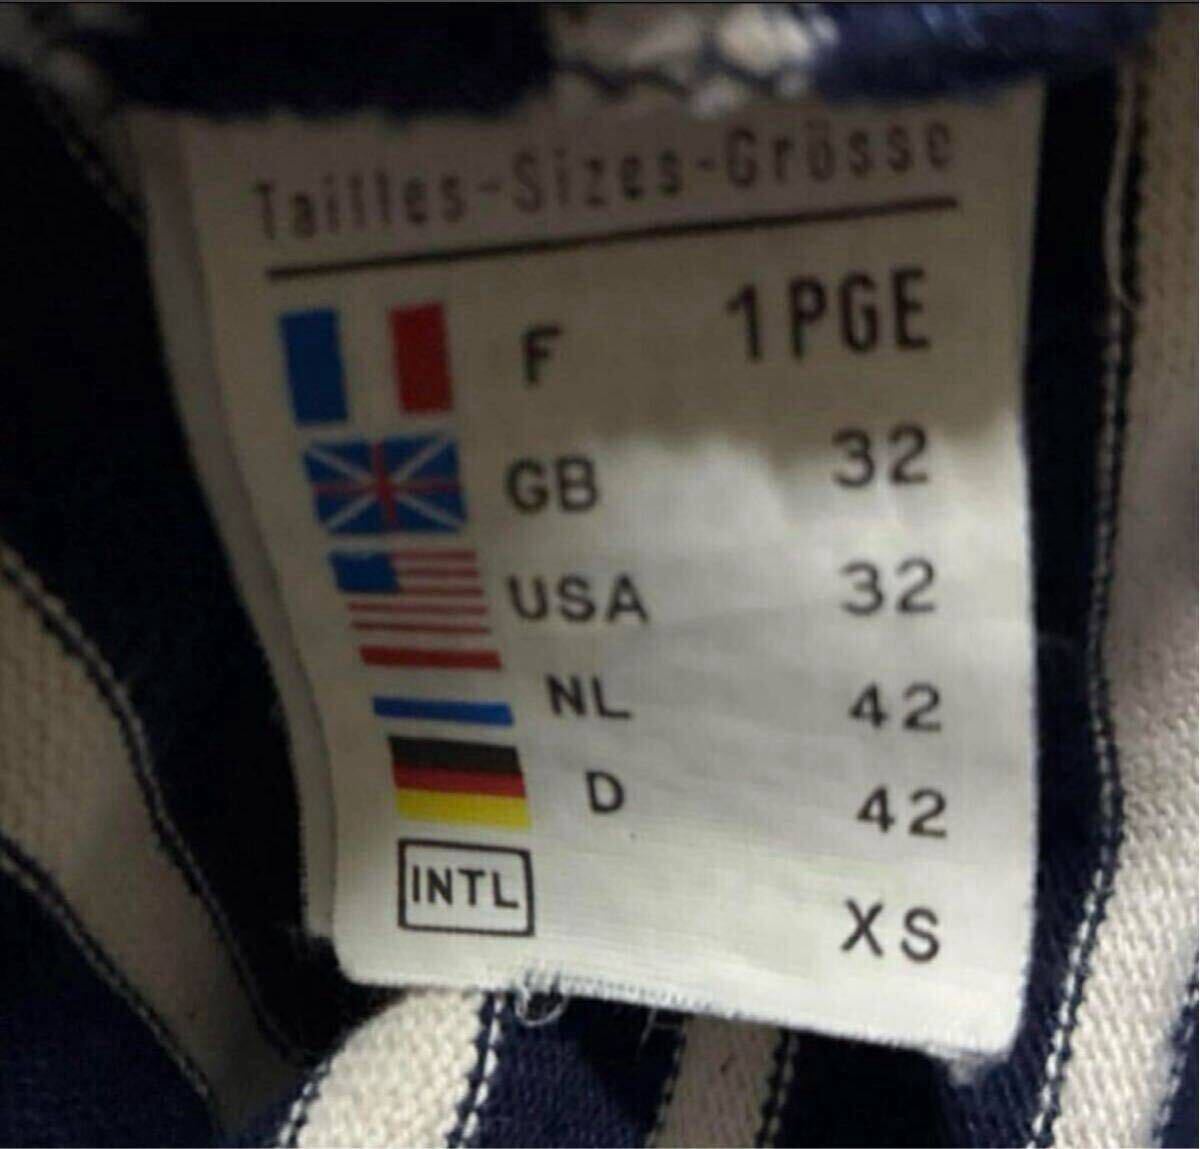 Tailles-Sizes-Grösse
F 1PGE
GB 32
USA 32
NL 42
D 42
INTL XS